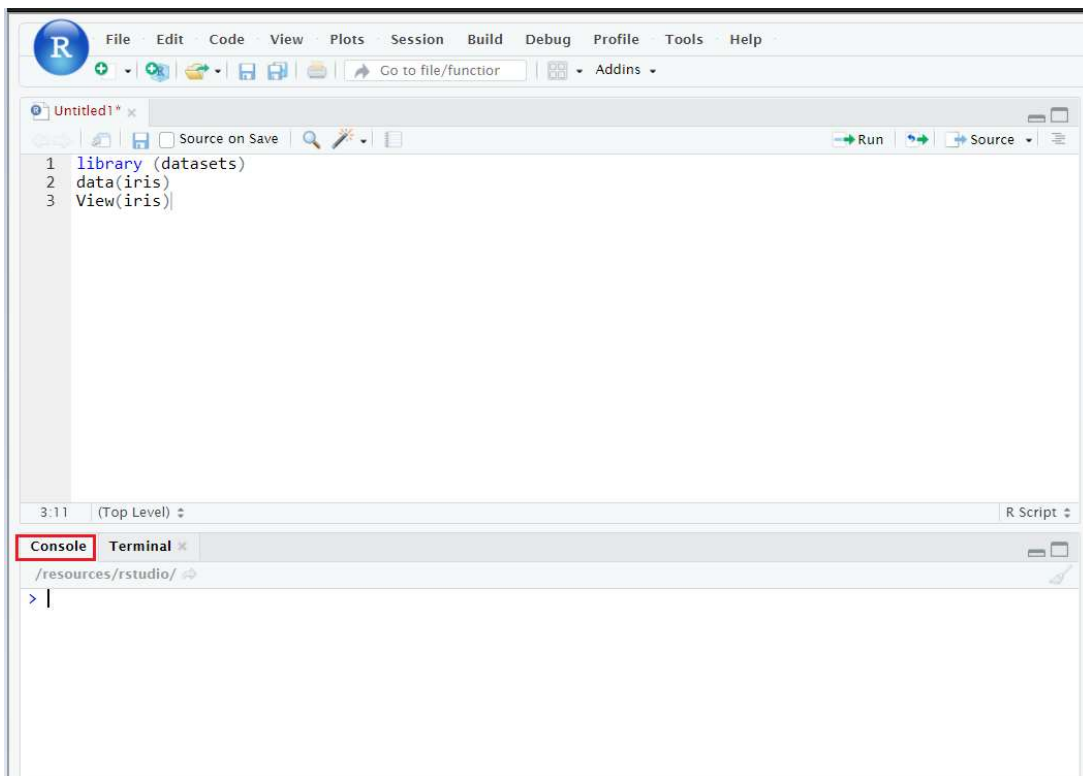 R
File Edit Code View Plots Session Build Debug Profile Tools Help
R Go to file/function Addins
R Untitled1* ×
Source on Save Run Source
1 library (datasets)
2 data(iris)
3 View(iris)
3:11 (Top Level) R Script
Console Terminal ×
/resources/rstudio/
>